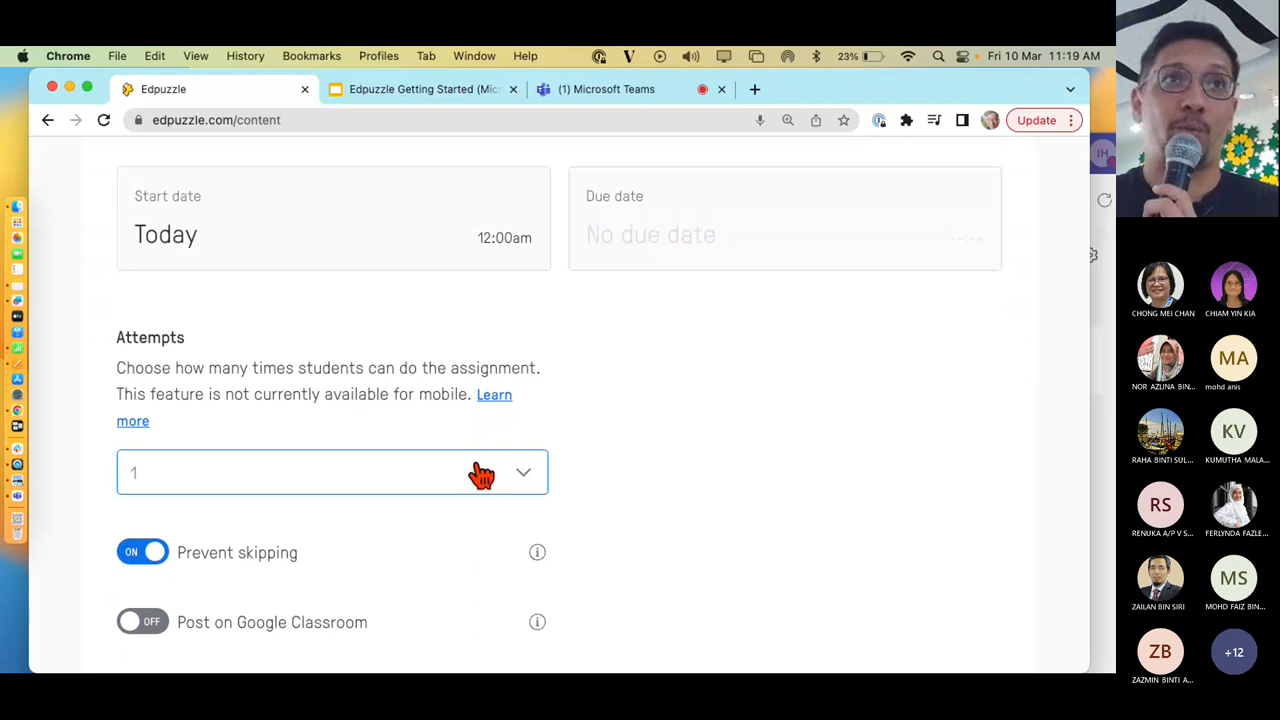 Chrome File Edit View History Bookmarks Profiles Tab Window Help 23% Fri 10 Mar 11:19 AM
Edpuzzle
Edpuzzle Getting Started (Mic
(1) Microsoft Teams
edpuzzle.com/content
Update
IH
Start date
Today 12:00am
Due date
No due date --:--
Attempts
Choose how many times students can do the assignment.
This feature is not currently available for mobile. Learn
more
1
ON Prevent skipping
OFF Post on Google Classroom
CHONG MEI CHAN
CHIAM YIN KIA
NOR AZLINA BIN...
MA
mohd anis
RAHA BINTI SUL...
KV
KUMUTHA MALA...
RS
RENUKA A/P V S...
FERLYNDA FAZLE...
ZAILAN BIN SIRI
MS
MOHD FAIZ BIN...
ZB
ZAZMIN BINTI A...
+12